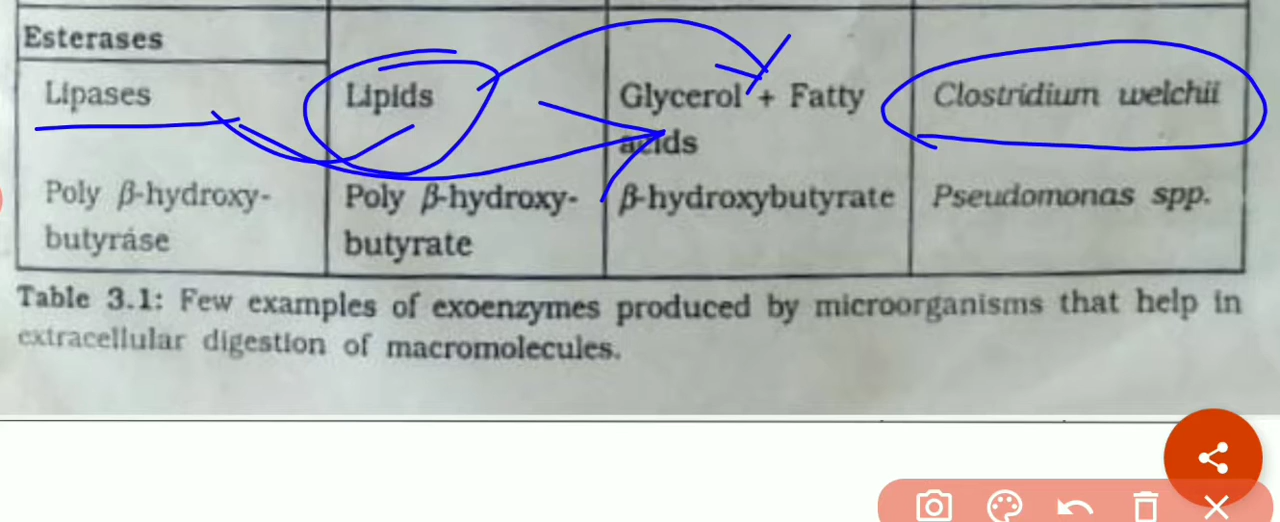 Esterases
Lipases Lipids Glycerol + Fatty acids Clostridium welchii
Poly β-hydroxy-butyráse Poly β-hydroxy-butyrate β-hydroxybutyrate Pseudomonas spp.
Table 3.1: Few examples of exoenzymes produced by microorganisms that help in
extracellular digestion of macromolecules.